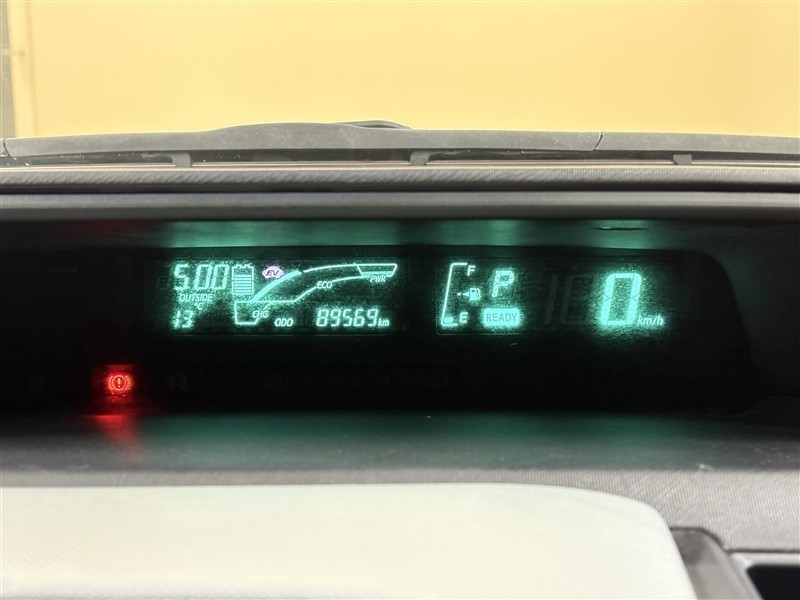 5:00
EV
ECO
PWR
OUTSIDE
°C
13
CHG
ODO 89569 km
F
E
P
READY
0 km/h